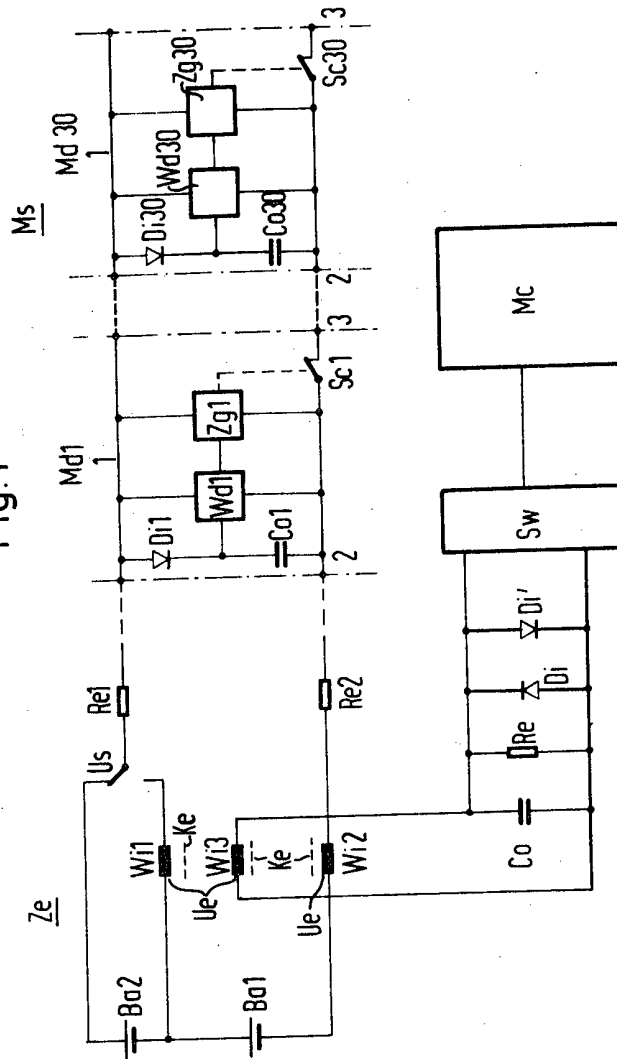 Fig.1
Ms
Md 30
1
Zg30
Wd30
Di30
Co30
Sc30
3
2
3
Md1
1
Zg1
Wd1
Di1
Co1
Sc1
2
Re1
Re2
Us
Ze
Ke
Wi1
Ue
Wi3
Ke
Wi2
Ue
Ba2
Ba1
Co
Re
Di
Di'
Sw
Mc